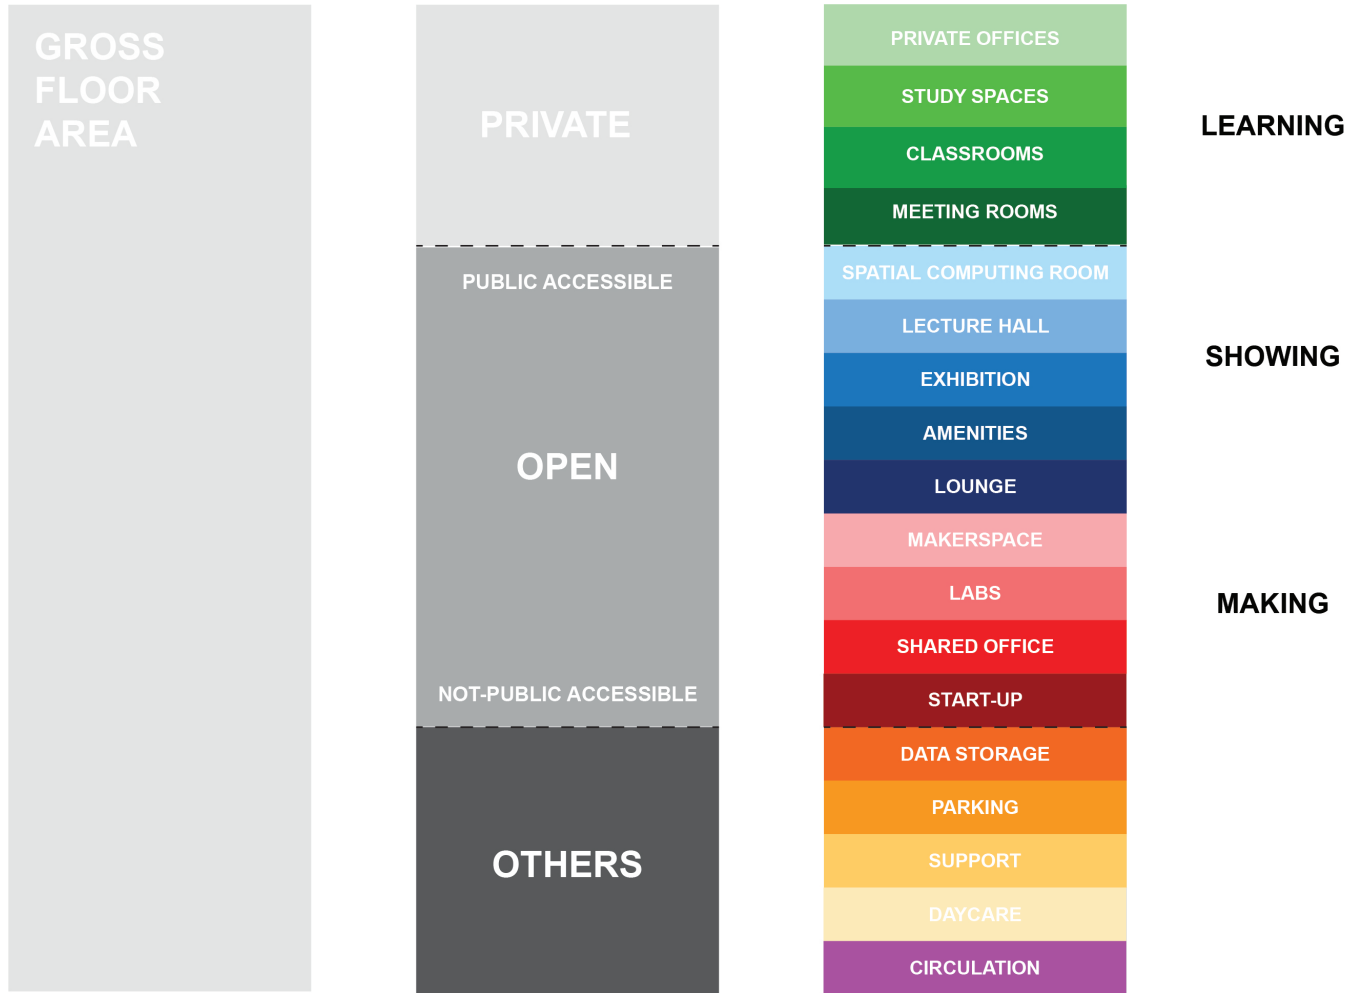 GROSS
FLOOR
AREA
PRIVATE
PUBLIC ACCESSIBLE
OPEN
NOT-PUBLIC ACCESSIBLE
OTHERS
PRIVATE OFFICES
STUDY SPACES
CLASSROOMS
MEETING ROOMS
SPATIAL COMPUTING ROOM
LECTURE HALL
EXHIBITION
AMENITIES
LOUNGE
MAKERSPACE
LABS
SHARED OFFICE
START-UP
DATA STORAGE
PARKING
SUPPORT
DAYCARE
CIRCULATION
LEARNING
SHOWING
MAKING